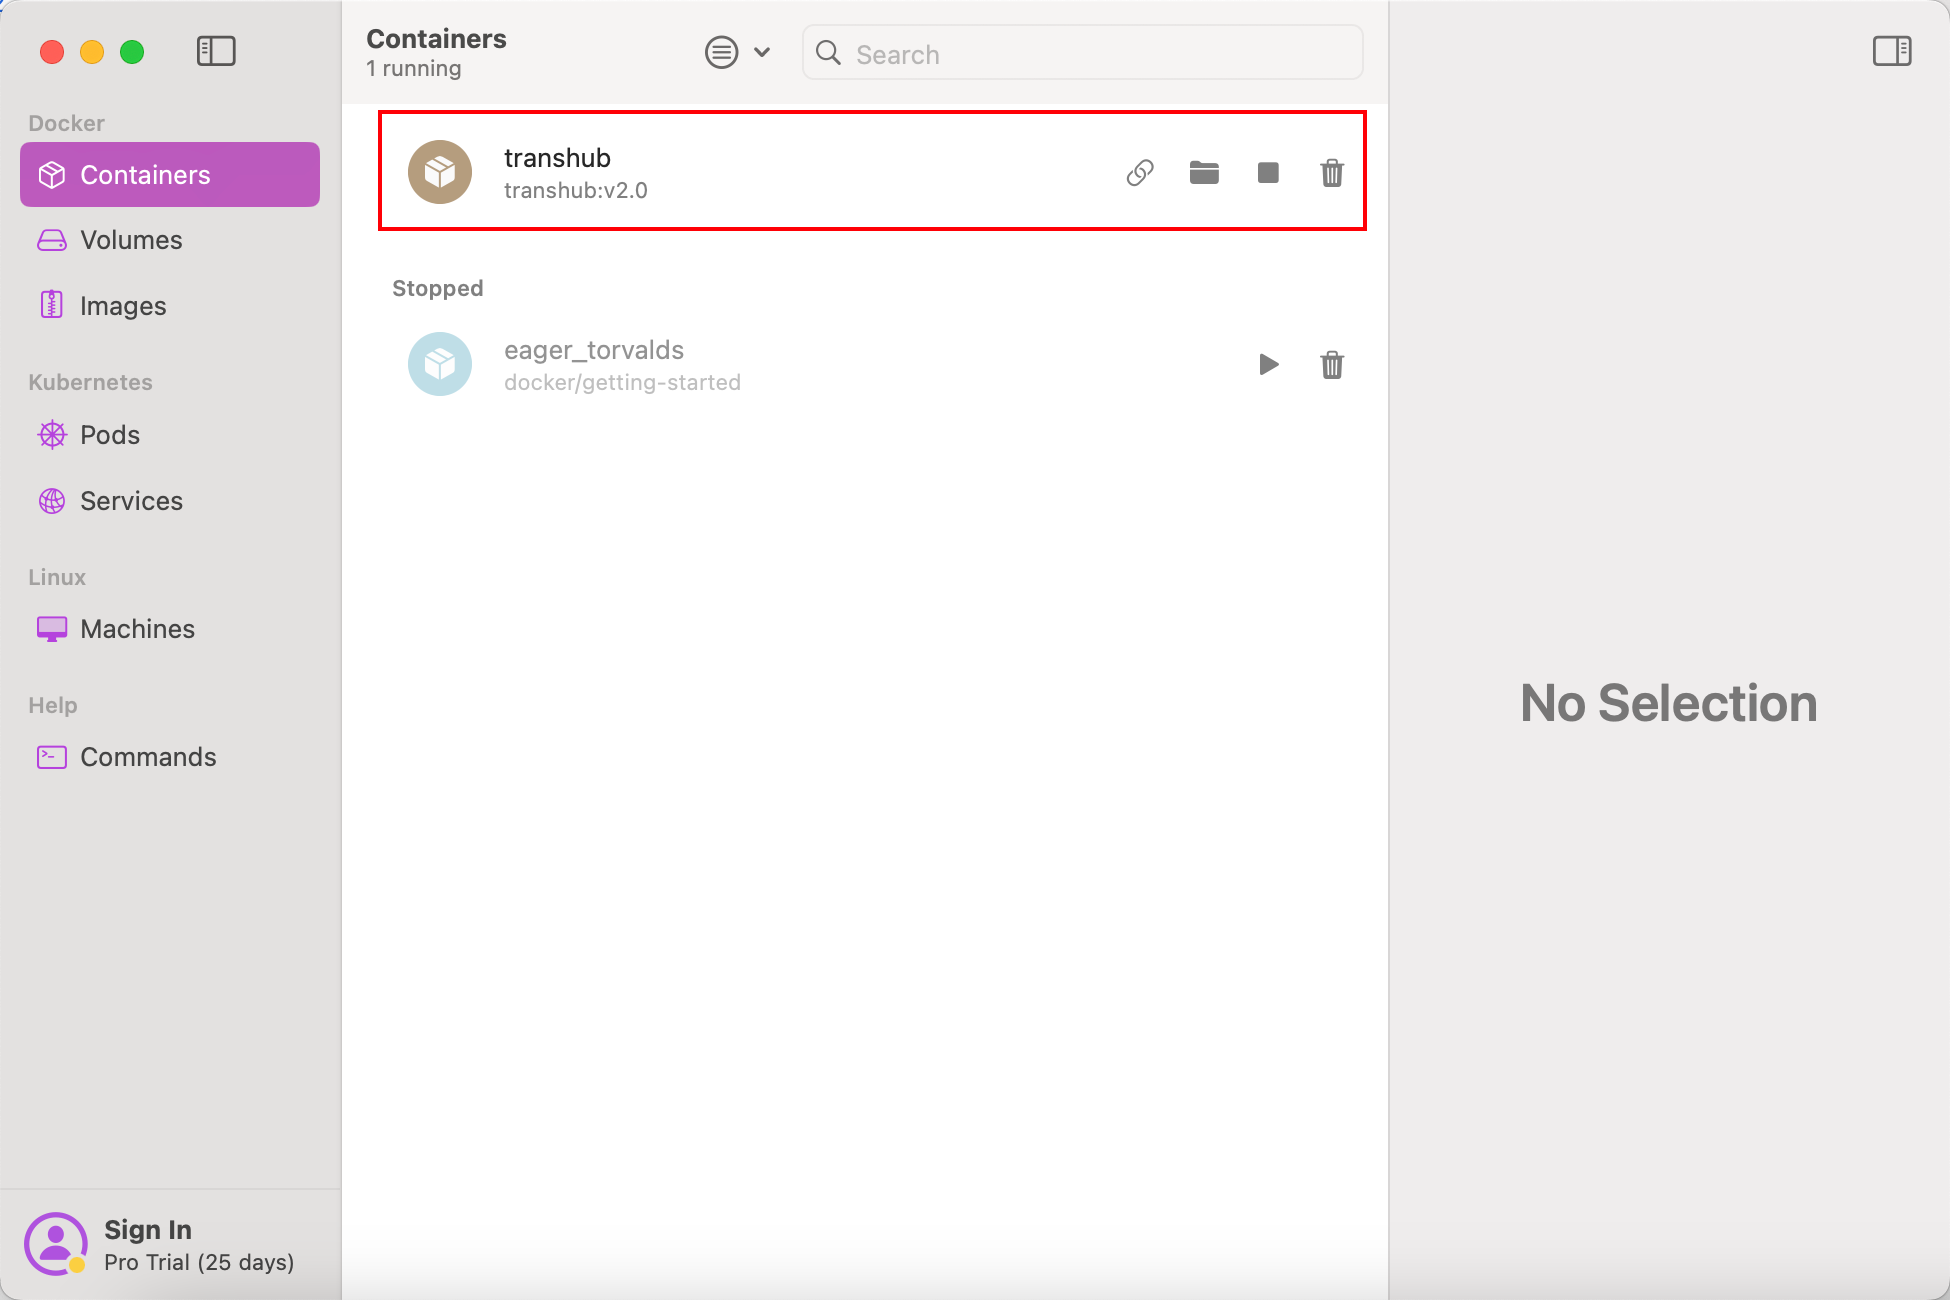 Docker
Containers
Volumes
Images
Kubernetes
Pods
Services
Linux
Machines
Help
Commands
Sign In
Pro Trial (25 days)
Containers
1 running
Search
transhub
transhub:v2.0
Stopped
eager_torvalds
docker/getting-started
No Selection